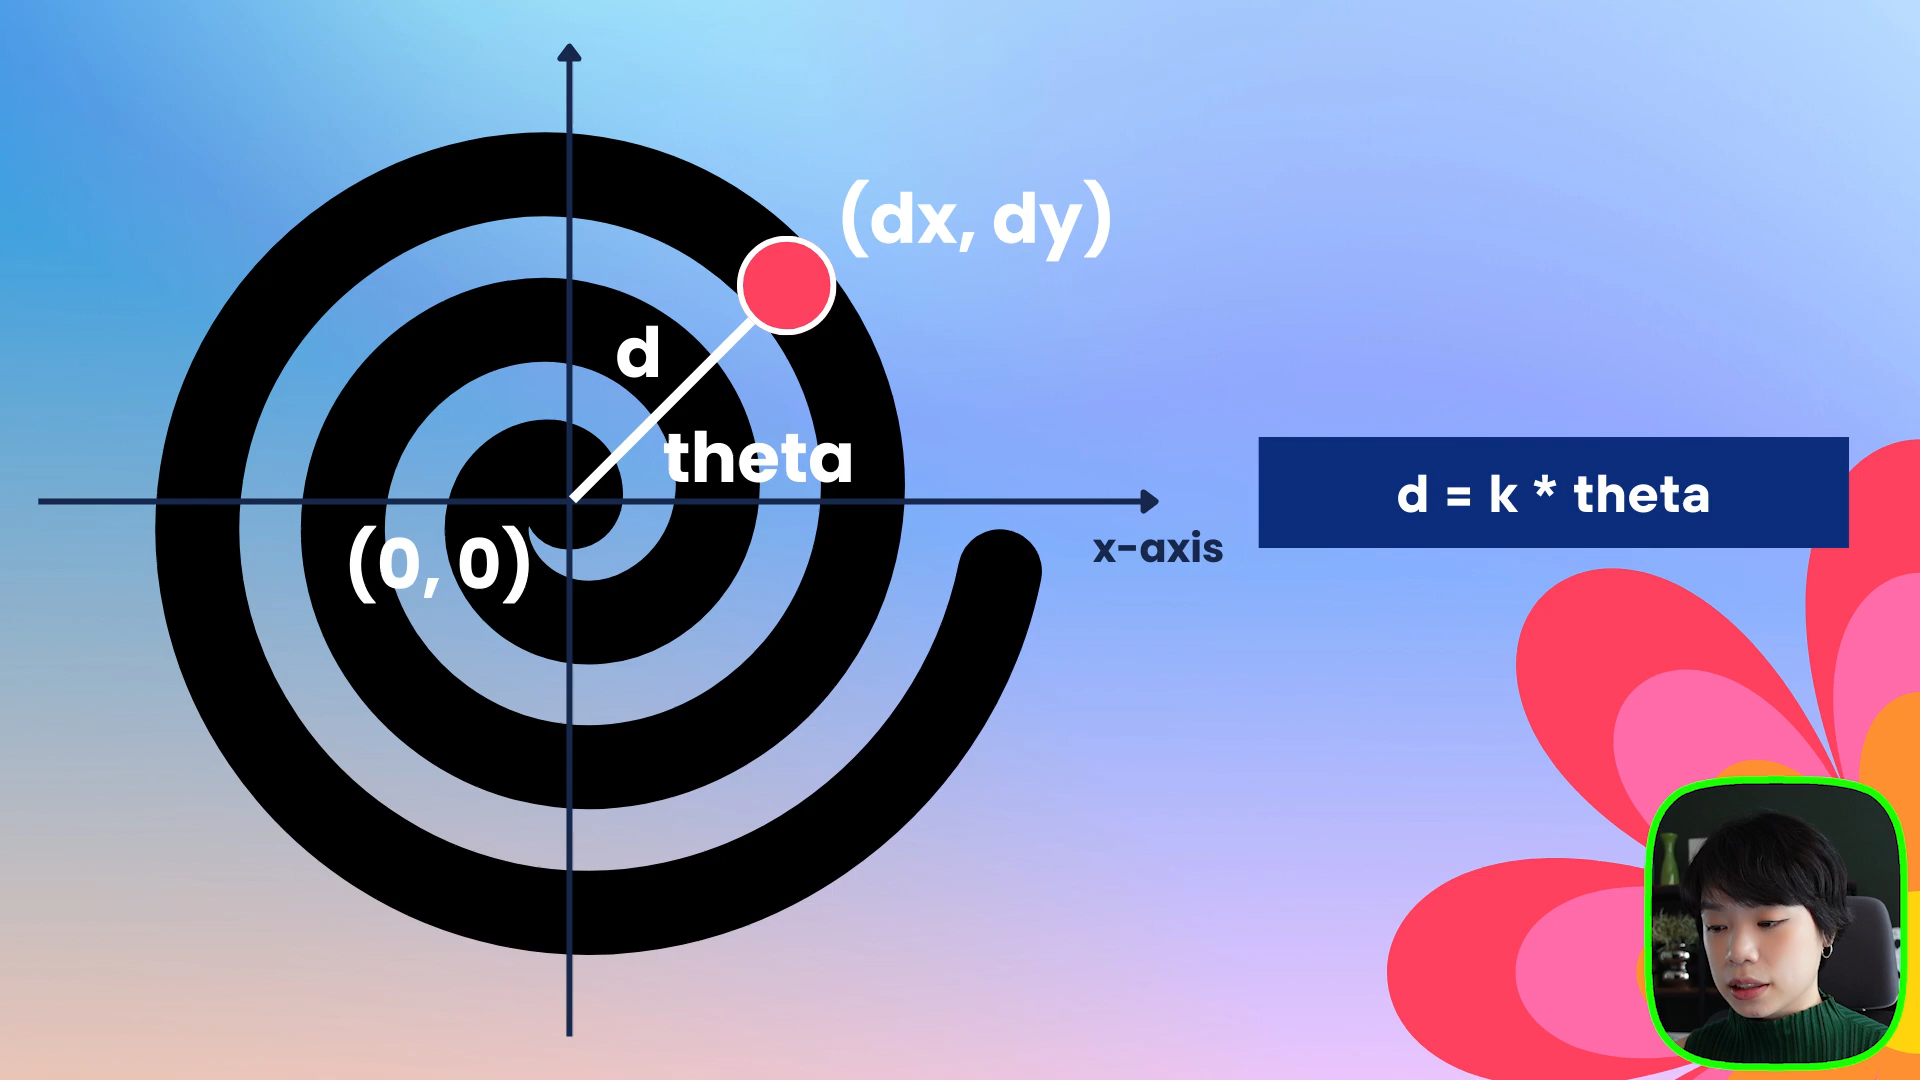 (dx, dy)
d
theta
d = k * theta
x-axis
(0, 0)